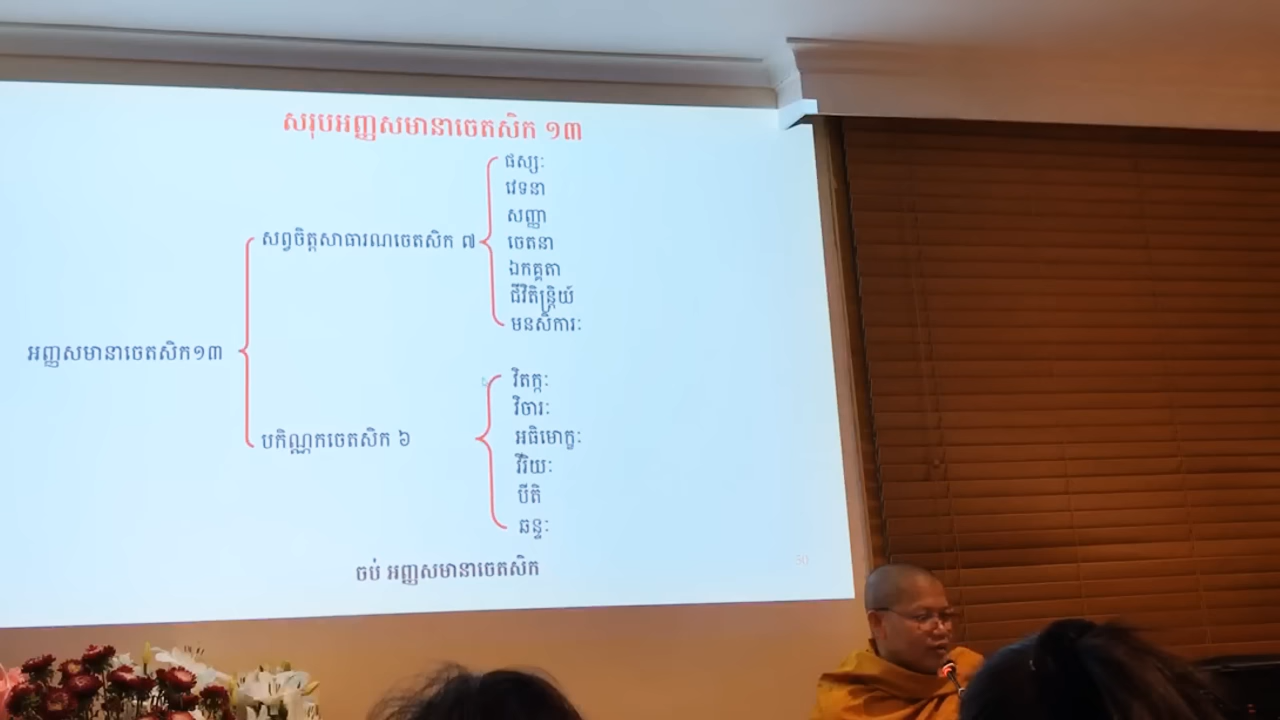 សរុបអញ្ញសមានាចេតសិក ១៣
ផស្សៈ
វេទនា
សញ្ញា
សព្វចិត្តសាធារណចេតសិក ៧
ចេតនា
ឯកគ្គតា
ជីវិតិន្ទ្រិយ៍
មនសិការៈ
អញ្ញសមានាចេតសិក១៣
វិតក្កៈ
វិចារៈ
បកិណ្ណកចេតសិក ៦
អធិមោក្ខៈ
វីរិយៈ
បីតិ
ឆន្ទៈ
ចប់ អញ្ញសមានាចេតសិក